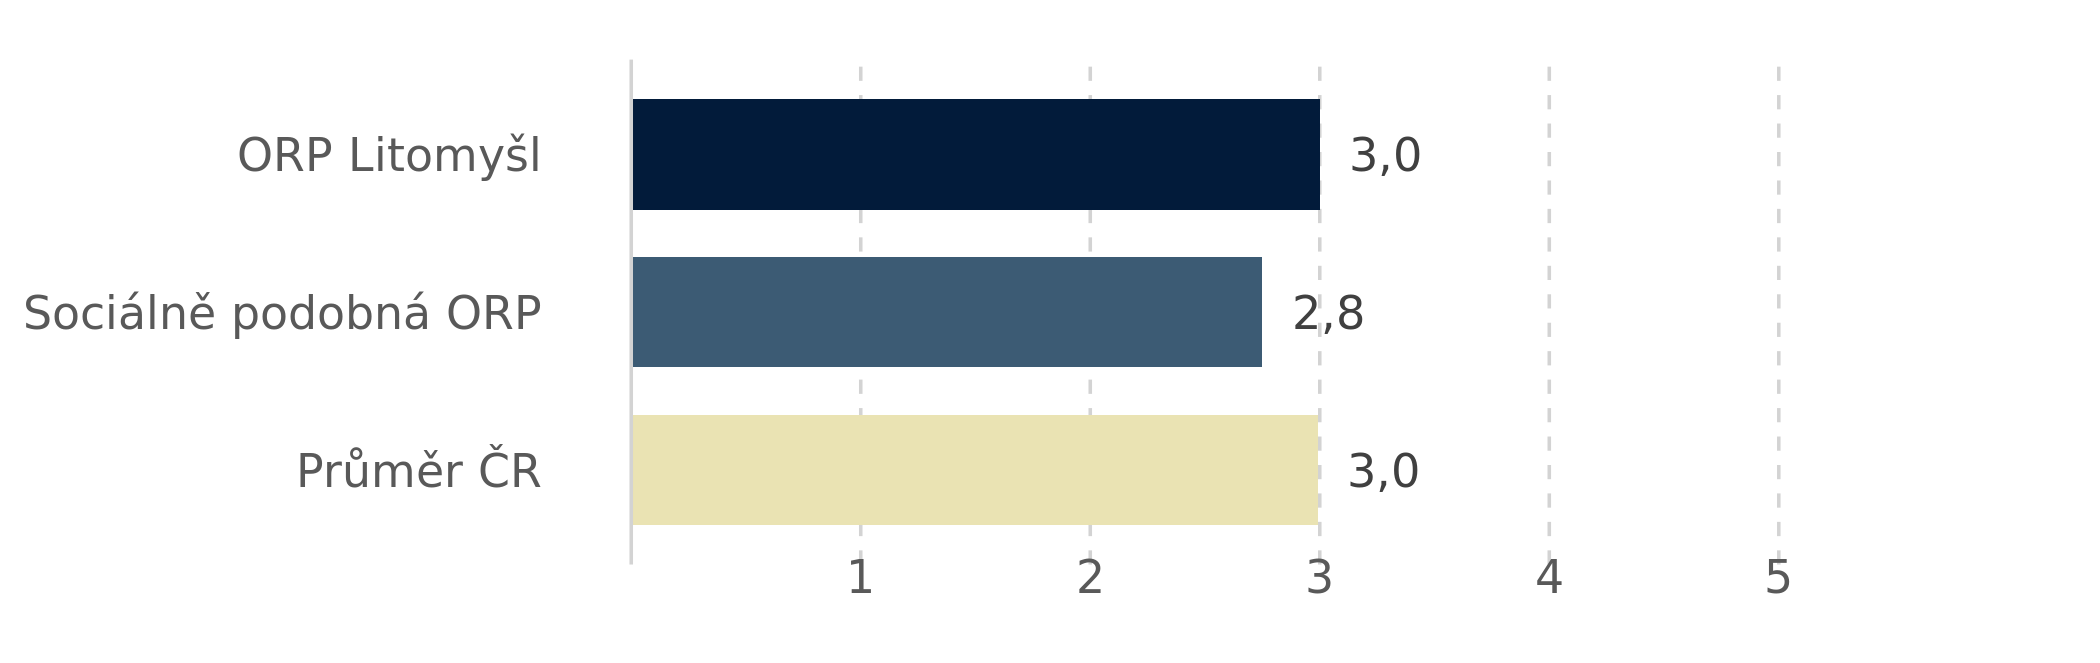 ORP Litomyšl 3,0
Sociálně podobná ORP 2,8
Průměr ČR 3,0
1 2 3 4 5